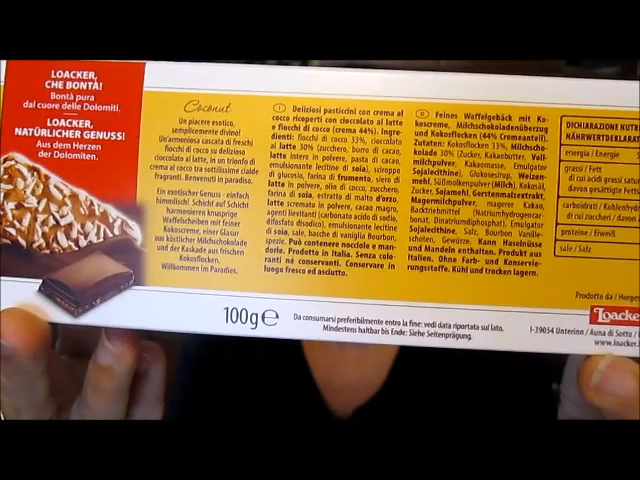 LOACKER,
CHE BONTÀ!
Bontà pura
dal cuore delle Dolomiti.
LOACKER,
NATÜRLICHER GENUSS!
Aus dem Herzen
der Dolomiten.
Coconut
Un piacere esotico,
semplicemente divino!
Un'armoniosa cascata di freschi
fiocchi di cocco su delizioso
cioccolato al latte, in un trionfo di
crema al cocco tra sottilissime cialde
fragranti. Benvenuti in paradiso.
Ein exotischer Genuss - einfach
himmlisch! Schicht auf Schicht
harmonieren knusprige
Waffelscheiben mit feiner
Kokoscreme, einer Glasur
aus köstlicher Milchschokolade
und der Kaskade aus frischen
Kokosflocken.
Willkommen im Paradies.
I Deliziosi pasticcini con crema al
cocco ricoperti con cioccolato al latte
e fiocchi di cocco (crema 44%). Ingre-
dienti: fiocchi di cocco 33%, cioccolato
al latte 30% (zucchero, burro di cacao,
latte intero in polvere, pasta di cacao,
emulsionante lecitine di soia), sciroppo
di glucosio, farina di frumento, siero di
latte in polvere, olio di cocco, zucchero,
farina di soia, estratto di malto d'orzo,
latte scremato in polvere, cacao magro,
agenti lievitanti (carbonato acido di sodio,
difosfato disodico), emulsionante lecitine
di soia, sale, bacche di vaniglia Bourbon,
spezie. Può contenere nocciole e man-
dorle. Prodotto in Italia. Senza colo-
ranti né conservanti. Conservare in
luogo fresco ed asciutto.
D Feines Waffelgebäck mit Ko-
koscreme, Milchschokoladenüberzug
und Kokosflocken (44% Cremeanteil).
Zutaten: Kokosflocken 33%, Milchscho-
kolade 30% (Zucker, Kakaobutter, Voll-
milchpulver, Kakaomasse, Emulgator
Sojalecithine), Glukosesirup, Weizen-
mehl, Süßmolkenpulver (Milch), Kokosöl,
Zucker, Sojamehl, Gerstenmalzextrakt,
Magermilchpulver, magerer Kakao,
Backtriebmittel (Natriumhydrogencar-
bonat, Dinatriumdiphosphat), Emulgator
Sojalecithine, Salz, Bourbon Vanille-
schoten, Gewürze. Kann Haselnüsse
und Mandeln enthalten. Produkt aus
Italien. Ohne Farb- und Konservie-
rungsstoffe. Kühl und trocken lagern.
DICHIARAZIONE NUTR
NÄHRWERTDEKLARAT
energia / Energie
grassi / Fett
di cui acidi grassi satur
davon gesättigte Fetts
carboidrati / Kohlenhyd
di cui zuccheri / davon
proteine / Eiweiß
sale / Salz
Prodotto da / Herges
Loacke
I-39054 Unterinn / Auna di Sotto /
www.loacker.
100g℮
Da consumarsi preferibilmente entro la fine: vedi data riportata sul lato.
Mindestens haltbar bis Ende: Siehe Seitenprägung.